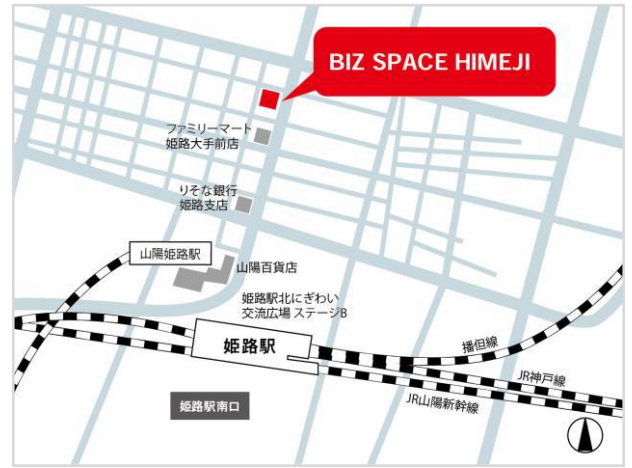 BIZ SPACE HIMEJI
ファミリーマート
姫路大手前店
りそな銀行
姫路支店
山陽姫路駅
山陽百貨店
姫路駅北にぎわい
交流広場 ステージB
姫路駅
播但線
JR神戸線
JR山陽新幹線
姫路駅南口